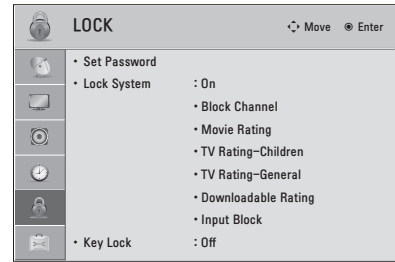 LOCK Move Enter
• Set Password
• Lock System : On
• Block Channel
• Movie Rating
• TV Rating-Children
• TV Rating-General
• Downloadable Rating
• Input Block
• Key Lock : Off